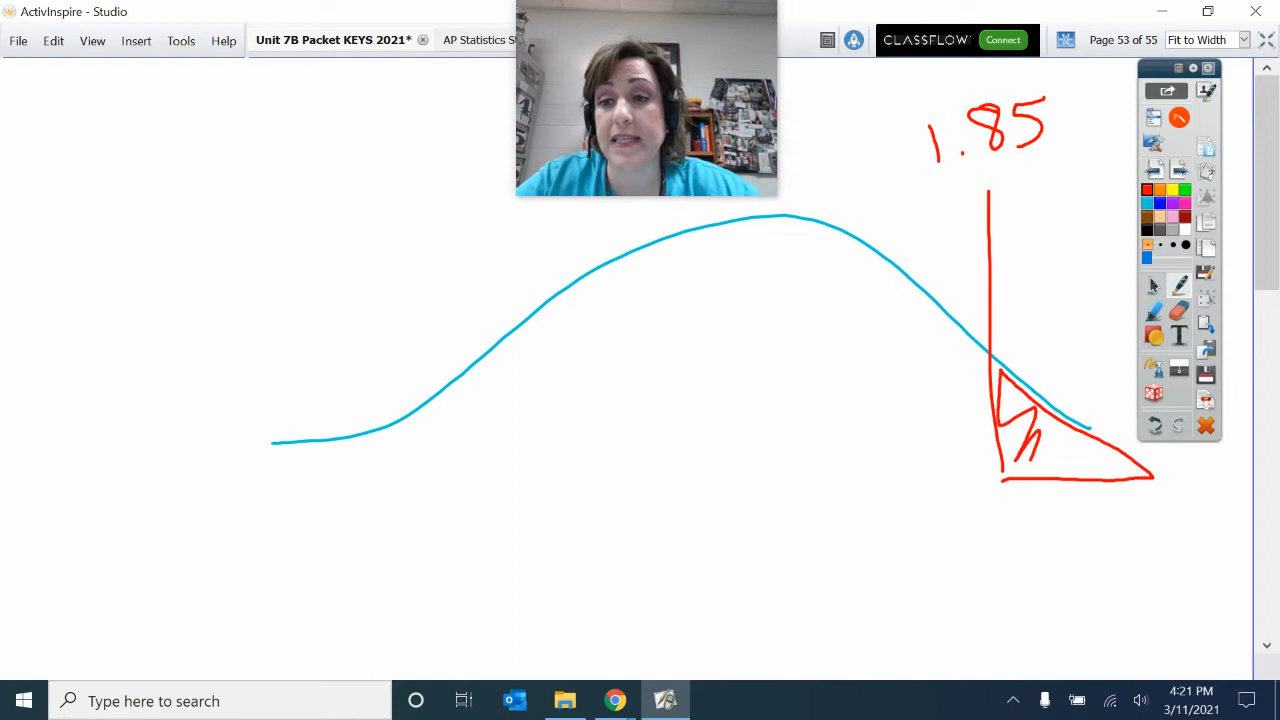 ActivInspire - Studio
File Edit View Tools Help
Unit 7B Packet KEYS 2021*
AP Statistics
CLASSFLOW Connect
Page 53 of 55
Fit to Width
1.85
Type here to search
4:21 PM
3/11/2021